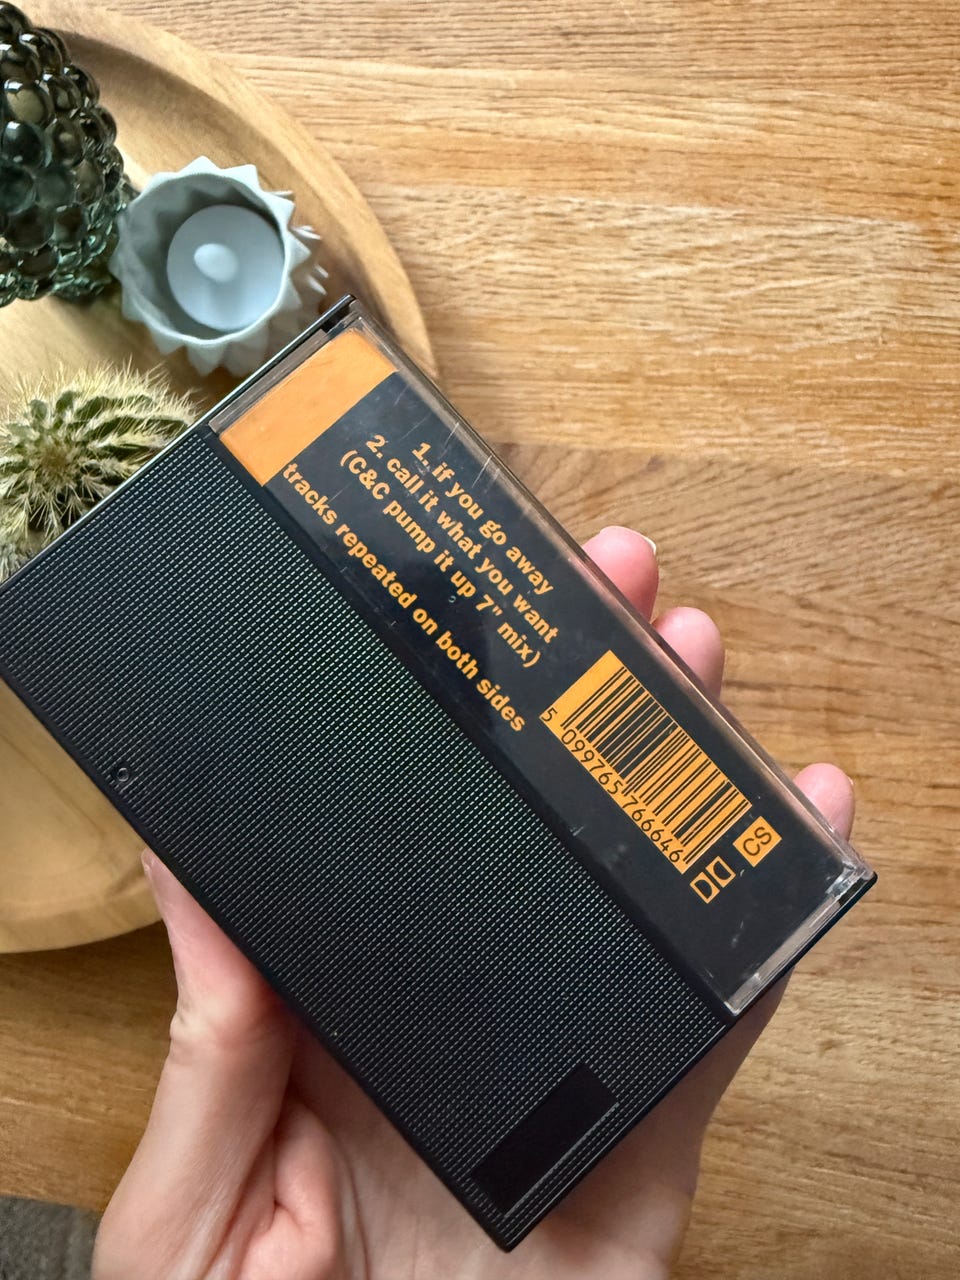 1. if you go away
2. call it what you want
(C&C pump it up 7" mix)
tracks repeated on both sides
5 099765 766646
CS